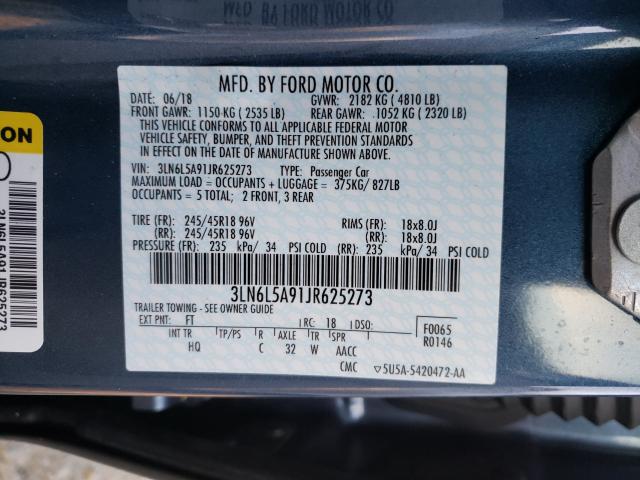 MFD. BY FORD MOTOR CO.
MFD. BY FORD MOTOR CO.
DATE: 06/18 GVWR: 2182 KG ( 4810 LB)
FRONT GAWR: 1150 KG ( 2535 LB) REAR GAWR: 1052 KG ( 2320 LB)
THIS VEHICLE CONFORMS TO ALL APPLICABLE FEDERAL MOTOR
VEHICLE SAFETY, BUMPER, AND THEFT PREVENTION STANDARDS
IN EFFECT ON THE DATE OF MANUFACTURE SHOWN ABOVE.
VIN: 3LN6L5A91JR625273 TYPE: Passenger Car
MAXIMUM LOAD = OCCUPANTS + LUGGAGE = 375KG/ 827LB
OCCUPANTS = 5 TOTAL; 2 FRONT, 3 REAR
TIRE (FR): 245/45R18 96V RIMS (FR): 18x8.0J
(RR): 245/45R18 96V (RR): 18x8.0J
PRESSURE (FR): 235 kPa/ 34 PSI COLD (RR): 235 kPa/ 34 PSI COLD
3LN6L5A91JR625273
TRAILER TOWING - SEE OWNER GUIDE
EXT PNT: FT RC: 18 DSO: F0065
INT TR TP/PS R AXLE TR SPR R0146
HQ C 32 W AACC
CMC ▽5U5A-5420472-AA
ON
3LN6L5A91JR625273